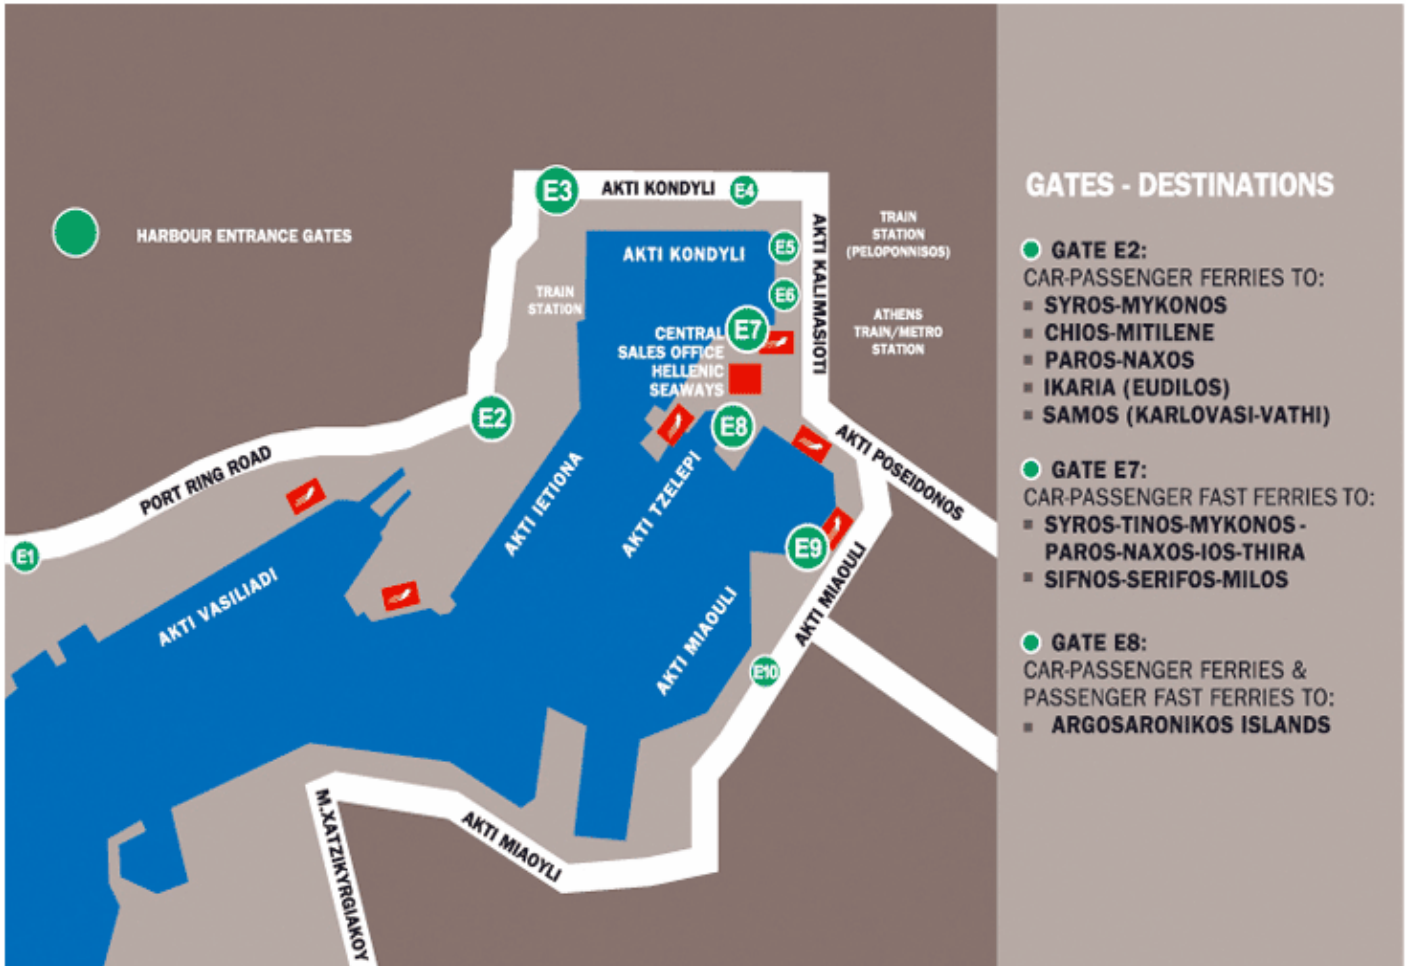 HARBOUR ENTRANCE GATES
E3
AKTI KONDYLI
E4
AKTI KONDYLI
E5
AKTI KALIMASIOTI
TRAIN
STATION
(PELOPONNISOS)
TRAIN
STATION
E6
E7
CENTRAL
SALES OFFICE
HELLENIC
SEAWAYS
ATHENS
TRAIN/METRO
STATION
E2
E8
AKTI POSEIDONOS
PORT RING ROAD
AKTI IETIONA
AKTI TZELEPI
E1
E9
AKTI VASILIADI
AKTI MIAOULI
AKTI MIAOULI
E10
M.XATZIKYRGIAKOY
AKTI MIAOYLI
GATES - DESTINATIONS
GATE E2:
CAR-PASSENGER FERRIES TO:
SYROS-MYKONOS
CHIOS-MITILENE
PAROS-NAXOS
IKARIA (EUDILOS)
SAMOS (KARLOVASI-VATHI)
GATE E7:
CAR-PASSENGER FAST FERRIES TO:
SYROS-TINOS-MYKONOS -
PAROS-NAXOS-IOS-THIRA
SIFNOS-SERIFOS-MILOS
GATE E8:
CAR-PASSENGER FERRIES &
PASSENGER FAST FERRIES TO:
ARGOSARONIKOS ISLANDS